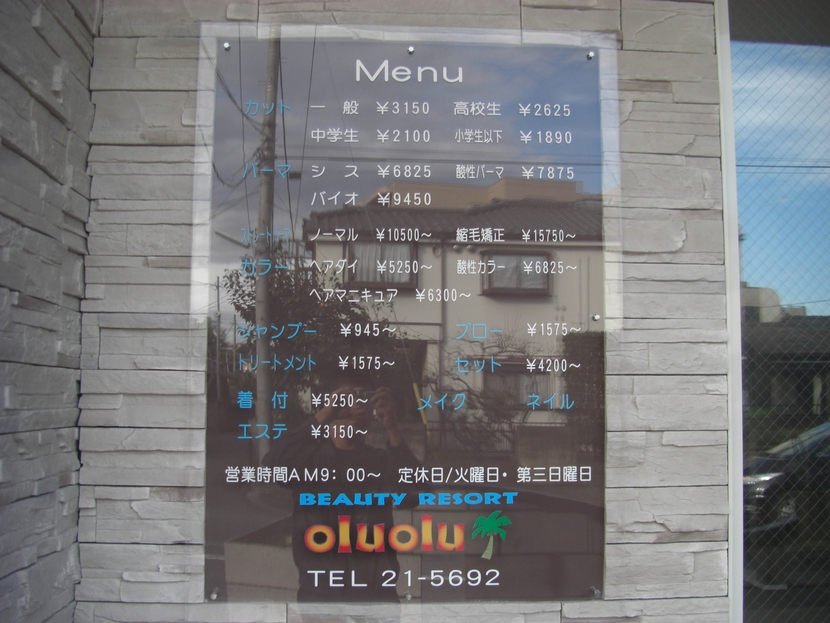 Menu
カット 一般 ￥3150 高校生 ￥2625
中学生 ￥2100 小学生以下 ￥1890
パーマ シス ￥6825 酸性パーマ ￥7875
バイオ ￥9450
ノーマル ￥10500～ 縮毛矯正 ￥15750～
カラー ヘアダイ ￥5250～ 酸性カラー ￥6825～
ヘアマニキュア ￥6300～
シャンプー ￥945～ ブロー ￥1575～
トリートメント ￥1575～ セット ￥4200～
着付 ￥5250～ メイク ネイル
エステ ￥3150～
営業時間ＡＭ9：00～ 定休日/火曜日・第三日曜日
BEAUTY RESORT
oluolu
TEL 21-5692